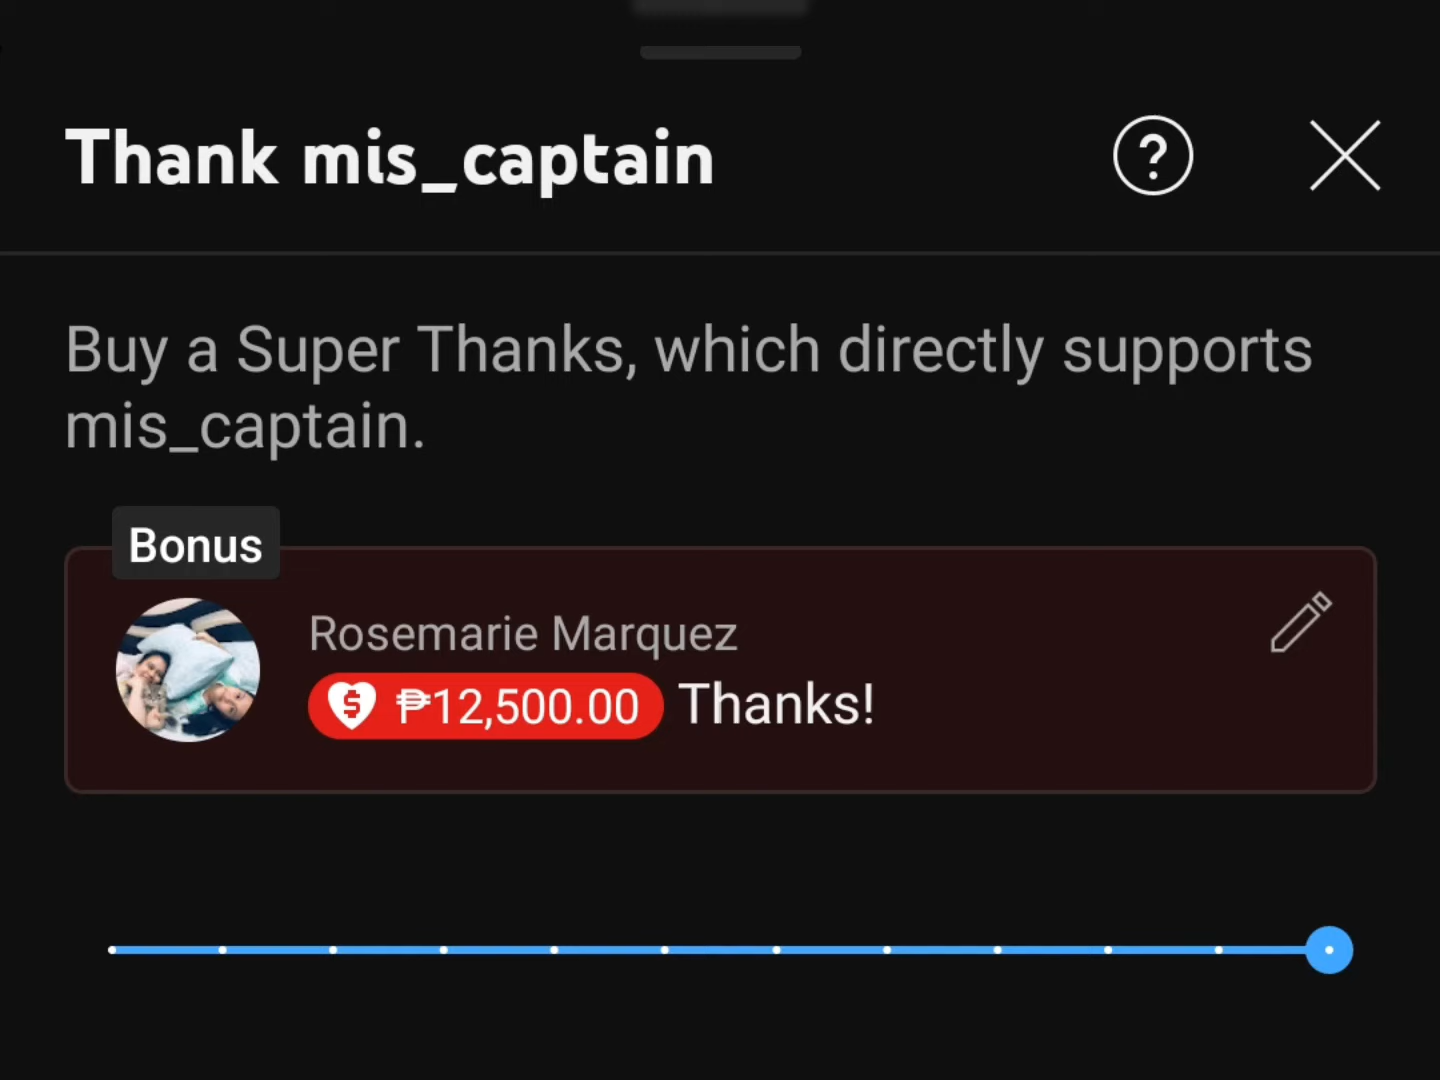 Thank mis_captain
Buy a Super Thanks, which directly supports
mis_captain.
Bonus
Rosemarie Marquez
₱12,500.00 Thanks!